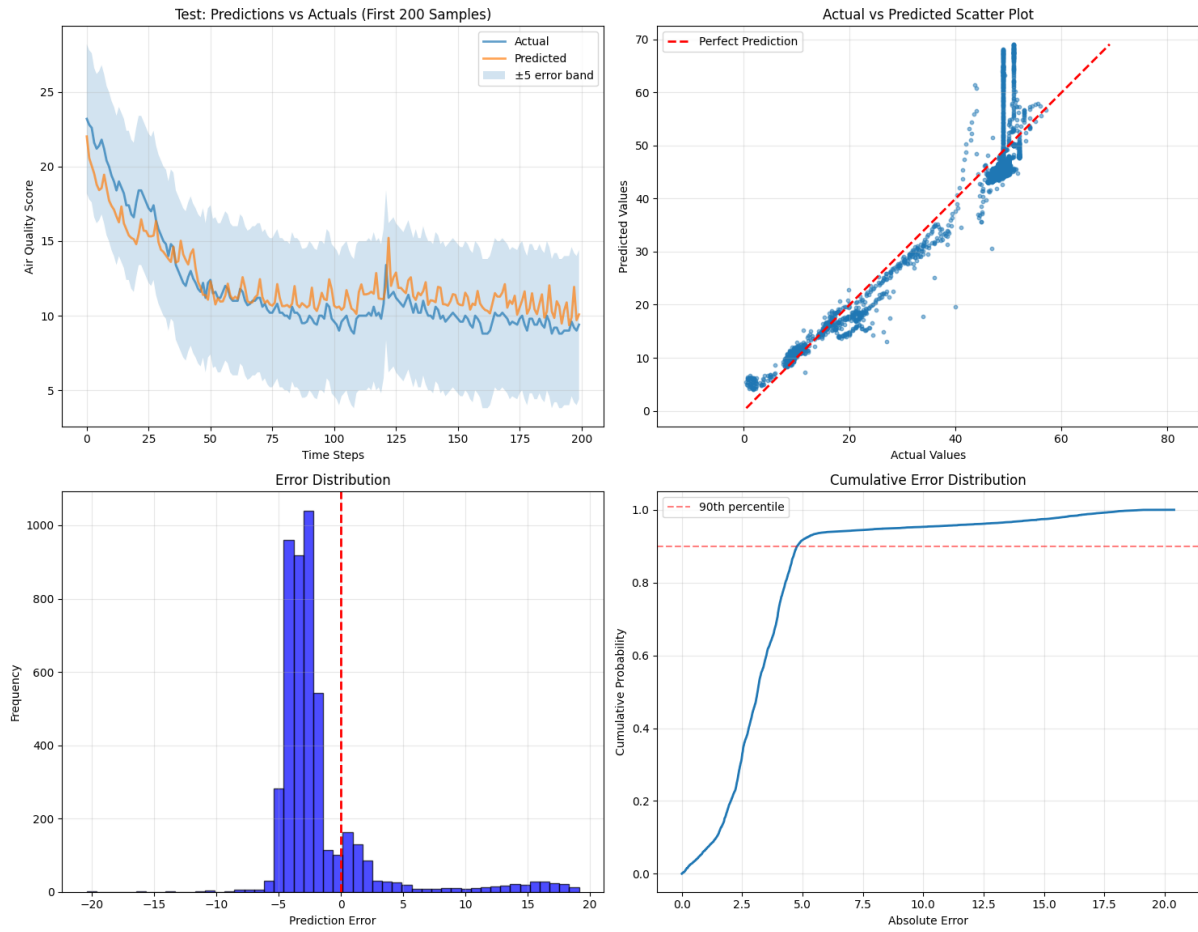 Test: Predictions vs Actuals (First 200 Samples)
Actual
Predicted
±5 error band
Air Quality Score
25
20
15
10
5
0 25 50 75 100 125 150 175 200
Time Steps
Actual vs Predicted Scatter Plot
Perfect Prediction
Predicted Values
70
60
50
40
30
20
10
0
0 20 40 60 80
Actual Values
Error Distribution
Frequency
1000
800
600
400
200
0
−20 −15 −10 −5 0 5 10 15 20
Prediction Error
Cumulative Error Distribution
90th percentile
Cumulative Probability
1.0
0.8
0.6
0.4
0.2
0.0
0.0 2.5 5.0 7.5 10.0 12.5 15.0 17.5 20.0
Absolute Error